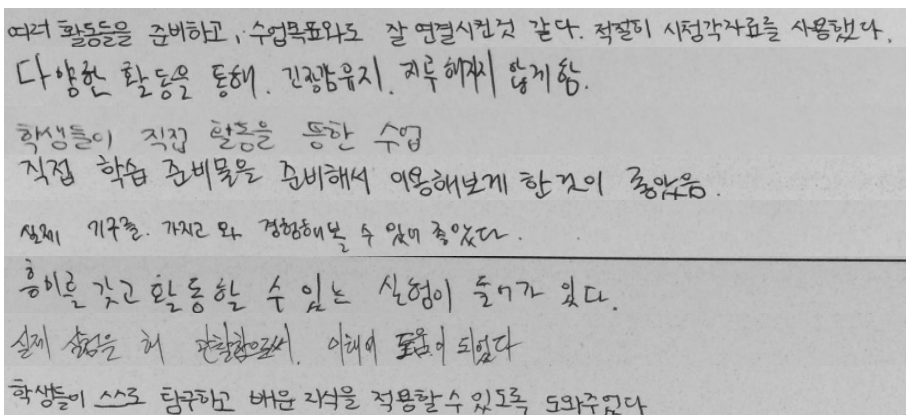 여러 활동들을 준비하고, 수업목표와도 잘 연결시킨것 같다. 적절히 시청각자료를 사용했다.
다양한 활동을 통해. 긴장감유지. 지루해지지 않게 함.
학생들이 직접 활동을 통한 수업
직접 학습 준비물을 준비해서 이용해보게 한것이 좋았음.
실제 기구를. 가지고 와 경험해볼 수 있어 좋았다.
흥미를 갖고 활동할 수 있는 실험이 들어가 있다.
실제 실험을 해 관찰함으로써. 이해에 도움이 되었다
학생들이 스스로 탐구하고 배운 지식을 적용할 수 있도록 도와주었다